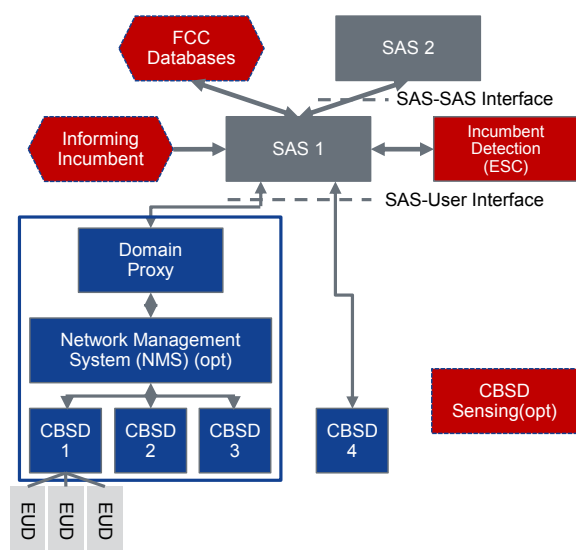 FCC
Databases
SAS 2
SAS-SAS Interface
Informing
Incumbent
SAS 1
Incumbent
Detection
(ESC)
SAS-User Interface
Domain
Proxy
Network Management
System (NMS) (opt)
CBSD
Sensing(opt)
CBSD
1
CBSD
2
CBSD
3
CBSD
4
EUD
EUD
EUD